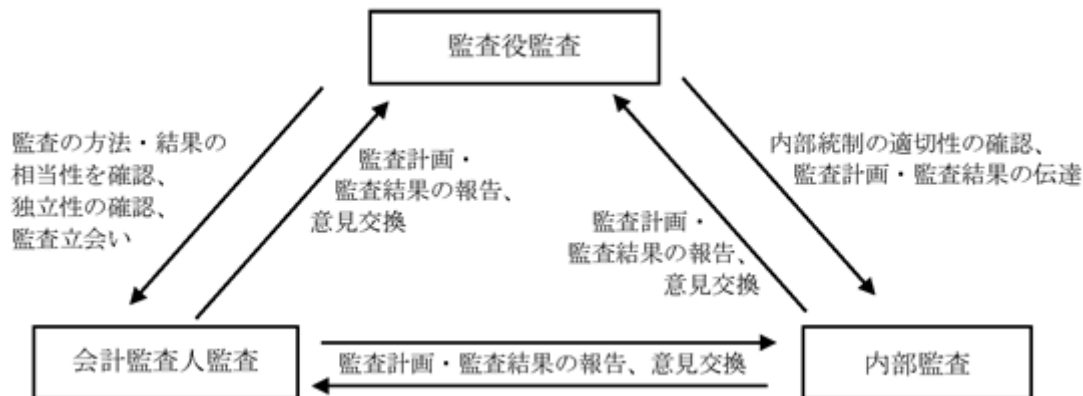 監査役監査
監査の方法・結果の
相当性を確認、
独立性の確認、
監査立会い
監査計画・
監査結果の報告、
意見交換
監査計画・
監査結果の報告、
意見交換
内部統制の適切性の確認、
監査計画・監査結果の伝達
会計監査人監査
監査計画・監査結果の報告、意見交換
内部監査